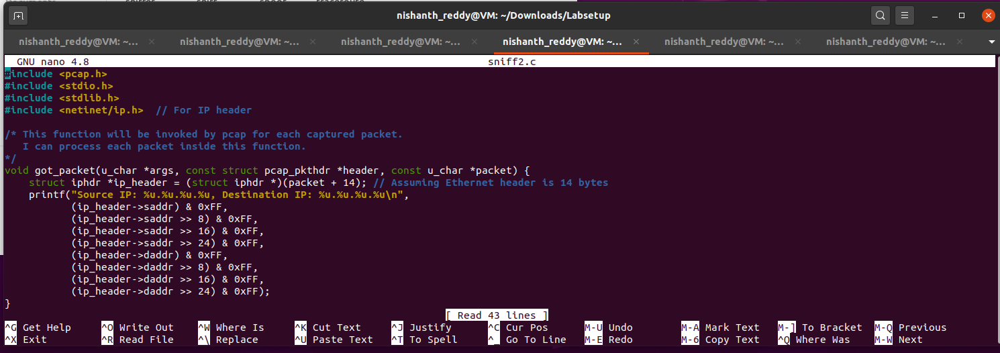 nishanth_reddy@VM: ~/Downloads/Labsetup
nishanth_reddy@VM: ~... × nishanth_reddy@VM: ~... × nishanth_reddy@VM: ~... × nishanth_reddy@VM: ~... × nishanth_reddy@VM: ~... × nishanth_reddy@VM: ~... ×
GNU nano 4.8 sniff2.c
#include <pcap.h>
#include <stdio.h>
#include <stdlib.h>
#include <netinet/ip.h>  // For IP header
/* This function will be invoked by pcap for each captured packet.
   I can process each packet inside this function.
*/
void got_packet(u_char *args, const struct pcap_pkthdr *header, const u_char *packet) {
    struct iphdr *ip_header = (struct iphdr *)(packet + 14); // Assuming Ethernet header is 14 bytes
    printf("Source IP: %u.%u.%u.%u, Destination IP: %u.%u.%u.%u\n",
           (ip_header->saddr) & 0xFF,
           (ip_header->saddr >> 8) & 0xFF,
           (ip_header->saddr >> 16) & 0xFF,
           (ip_header->saddr >> 24) & 0xFF,
           (ip_header->daddr) & 0xFF,
           (ip_header->daddr >> 8) & 0xFF,
           (ip_header->daddr >> 16) & 0xFF,
           (ip_header->daddr >> 24) & 0xFF);
}
[ Read 43 lines ]
^G Get Help ^O Write Out ^W Where Is ^K Cut Text ^J Justify ^C Cur Pos M-U Undo M-A Mark Text M-] To Bracket M-Q Previous
^X Exit ^R Read File ^\ Replace ^U Paste Text ^T To Spell ^_ Go To Line M-E Redo M-6 Copy Text ^Q Where Was M-W Next